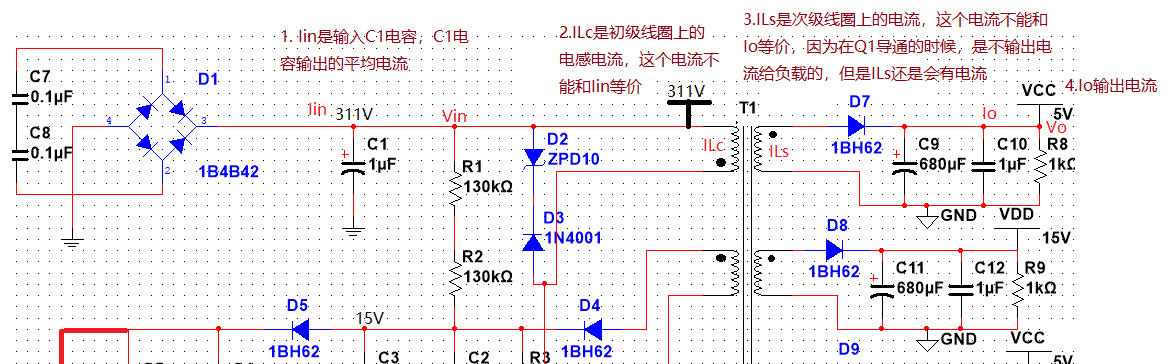 1. Iin是输入C1电容，C1电
容输出的平均电流
2.ILc是初级线圈上的
电感电流，这个电流不
能和Iin等价
3.ILs是次级线圈上的电流，这个电流不能和
Io等价，因为在Q1导通的时候，是不输出电
流给负载的，但是ILs还是会有电流
4.Io输出电流
C7
0.1µF
C8
0.1µF
D1
1
4
3
2
1B4B42
Iin
311V
C1
1µF
Vin
R1
130kΩ
R2
130kΩ
D2
ZPD10
D3
1N4001
311V
T1
ILc
ILs
D7
1BH62
C9
680µF
Io
C10
1µF
VCC
5V
Vo
R8
1kΩ
GND
VDD
15V
D8
1BH62
C11
680µF
C12
1µF
R9
1kΩ
GND
VCC
5V
D9
D5
1BH62
15V
D4
1BH62
C3
C2
R3